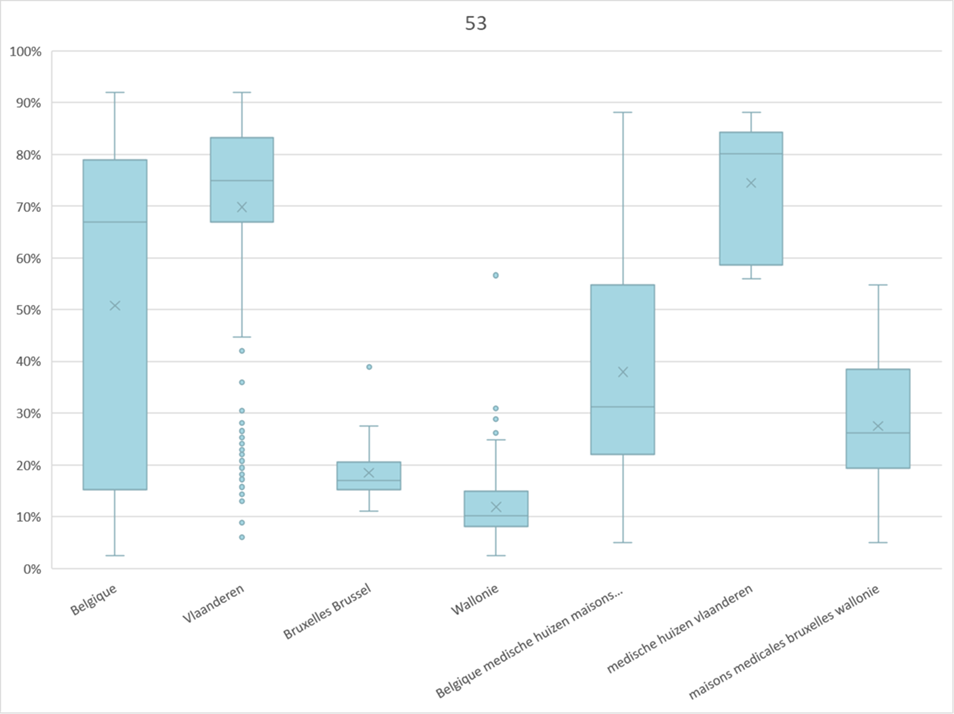 53
100%
90%
80%
70%
60%
50%
40%
30%
20%
10%
0%
Belgique
Vlaanderen
Bruxelles Brussel
Wallonie
Belgique medische huizen maisons...
medische huizen vlaanderen
maisons medicales bruxelles wallonie